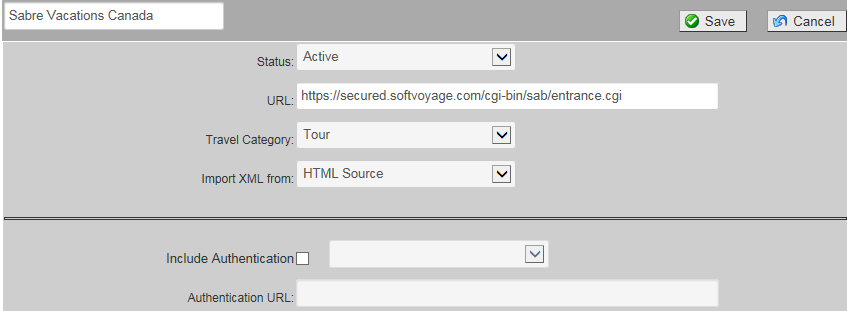 Sabre Vacations Canada
Save
Cancel
Status: Active
URL: https://secured.softvoyage.com/cgi-bin/sab/entrance.cgi
Travel Category: Tour
Import XML from: HTML Source
Include Authentication
Authentication URL: